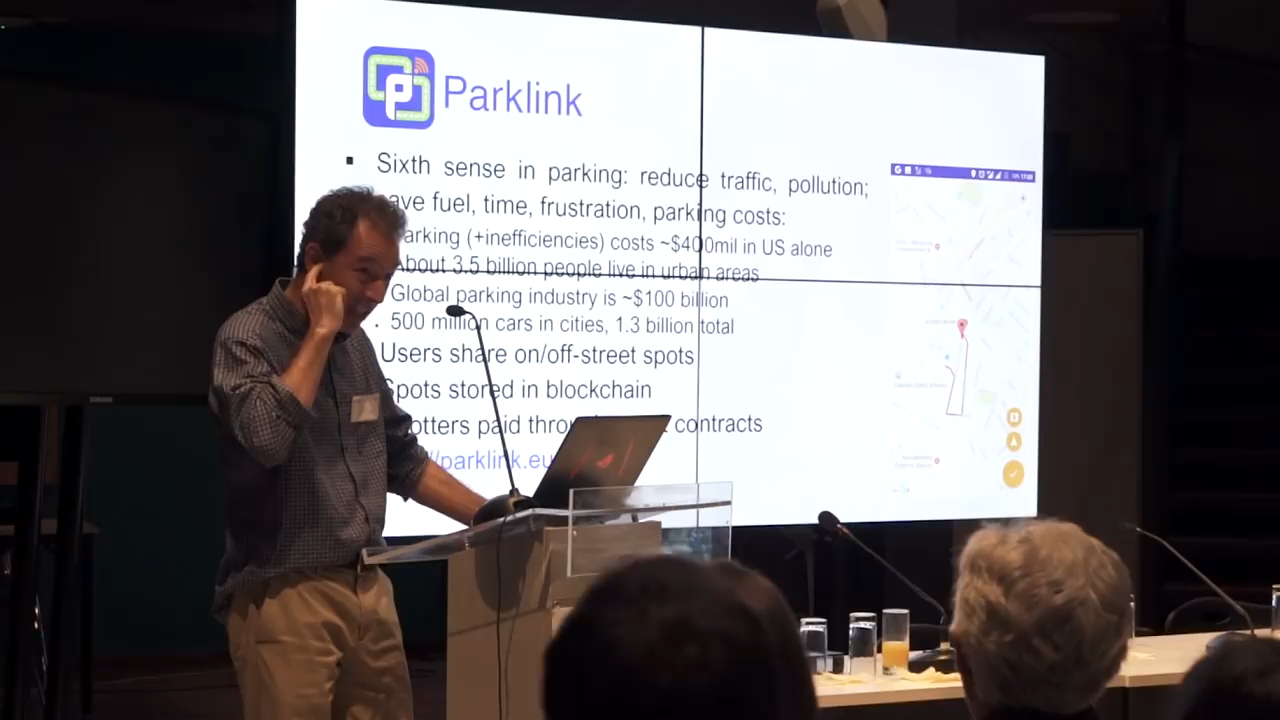 Parklink
Sixth sense in parking: reduce traffic, pollution;
ave fuel, time, frustration, parking costs:
arking (+inefficiencies) costs ~$400mil in US alone
About 3.5 billion people live in urban areas
Global parking industry is ~$100 billion
500 million cars in cities, 1.3 billion total
Users share on/off-street spots
Spots stored in blockchain
otters paid thro contracts
//parklink.eu